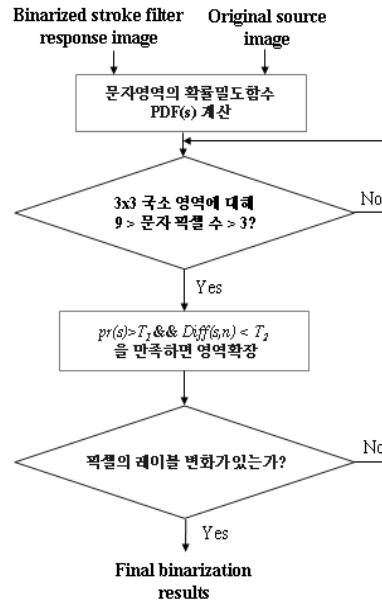 Binarized stroke filter
response image
Original source
image
문자영역의 확률밀도함수
PDF(s) 계산
3x3 국소 영역에 대해
9 > 문자 픽셀 수 > 3?
No
Yes
pr(s)>T1 && Diff(s,n) < T2
을 만족하면 영역확장
픽셀의 레이블 변화가있는가?
No
Yes
Final binarization
results